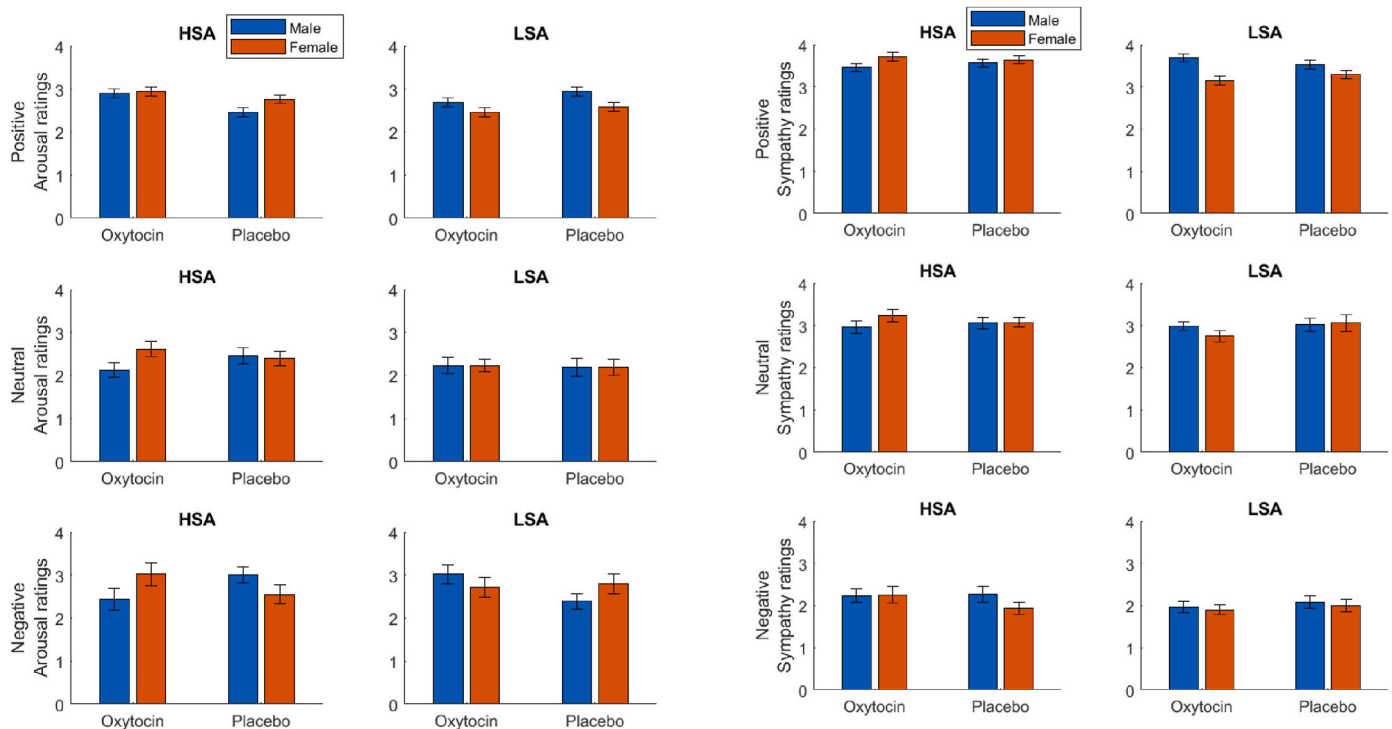 HSA
Male
Female
LSA
Positive
Arousal ratings
4
3
2
1
0
Oxytocin
Placebo
Oxytocin
Placebo
4
3
2
1
0
HSA
LSA
Neutral
Arousal ratings
4
3
2
1
0
Oxytocin
Placebo
4
3
2
1
0
Oxytocin
Placebo
HSA
LSA
Negative
Arousal ratings
4
3
2
1
0
Oxytocin
Placebo
4
3
2
1
0
Oxytocin
Placebo
HSA
Male
Female
LSA
Positive
Sympathy ratings
4
3
2
1
0
Oxytocin
Placebo
4
3
2
1
0
Oxytocin
Placebo
HSA
LSA
Neutral
Sympathy ratings
4
3
2
1
0
Oxytocin
Placebo
4
3
2
1
0
Oxytocin
Placebo
HSA
LSA
Negative
Sympathy ratings
4
3
2
1
0
Oxytocin
Placebo
4
3
2
1
0
Oxytocin
Placebo